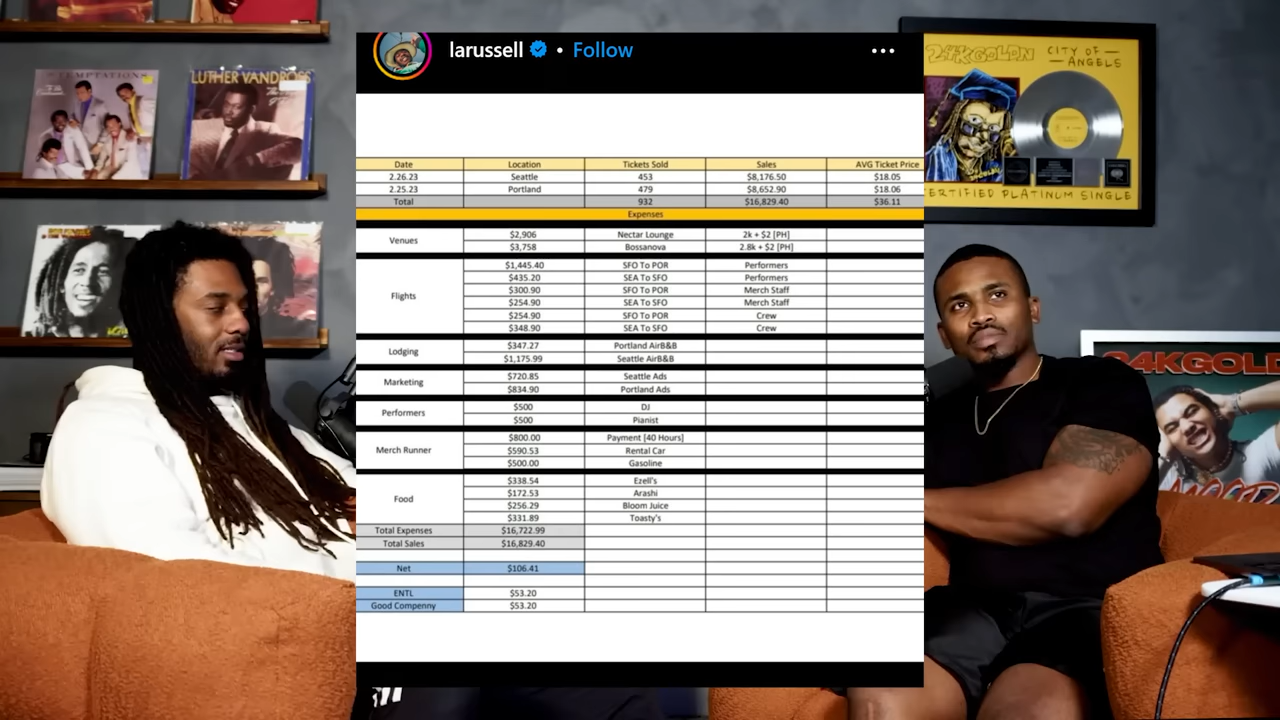 larussell • Follow
Date Location Tickets Sold Sales AVG Ticket Price
2.26.23 Seattle 453 $8,176.50 $18.05
2.25.23 Portland 479 $8,652.90 $18.06
Total 932 $16,829.40 $36.11
Expenses
Venues
$2,906 Nectar Lounge 2k + $2 [PH]
$3,758 Bossanova 2.8k + $2 [PH]
Flights
$1,445.40 SFO To POR Performers
$435.20 SEA To SFO Performers
$300.90 SFO To POR Merch Staff
$254.90 SEA To SFO Merch Staff
$254.90 SFO To POR Crew
$348.90 SEA To SFO Crew
Lodging
$347.27 Portland AirB&B
$1,175.99 Seattle AirB&B
Marketing
$720.85 Seattle Ads
$834.90 Portland Ads
Performers
$500 DJ
$500 Pianist
Merch Runner
$800.00 Payment [40 Hours]
$590.53 Rental Car
$500.00 Gasoline
Food
$338.54 Ezell's
$172.53 Arashi
$256.29 Bloom Juice
$331.89 Toasty's
Total Expenses $16,722.99
Total Sales $16,829.40
Net $106.41
ENTL $53.20
Good Compenny $53.20
TEMPTATIONS
LUTHER VANDROSS
24KGOLDN
CITY OF
ANGELS
CERTIFIED PLATINUM SINGLE
24KGOLD
MOOD